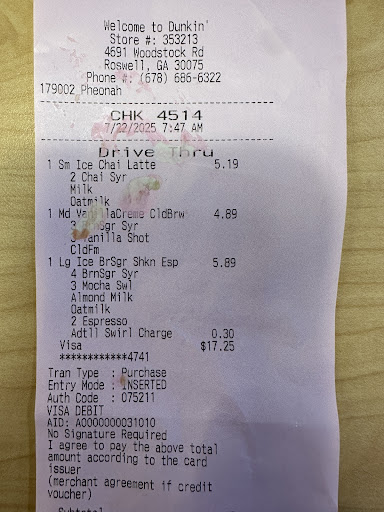 Welcome to Dunkin'
Store #: 353213
4691 Woodstock Rd
Roswell, GA 30075
Phone #: (678) 686-6322
179002 Pheonah
CHK 4514
7/22/2025 7:47 AM
Drive Thru
1 Sm Ice Chai Latte 5.19
2 Chai Syr
Milk
Oatmilk
1 Md VanillaCreme CldBrw 4.89
3 BrnSgr Syr
3 Vanilla Shot
CldFm
1 Lg Ice BrSgr Shkn Esp 5.89
4 BrnSgr Syr
3 Mocha Swl
Almond Milk
Oatmilk
2 Espresso
Adtl Swirl Charge 0.30
Visa $17.25
************4741
Tran Type : Purchase
Entry Mode : INSERTED
Auth Code : 075211
VISA DEBIT
AID: A0000000031010
No Signature Required
I agree to pay the above total
amount according to the card
issuer
(merchant agreement if credit
voucher)
Subtotal